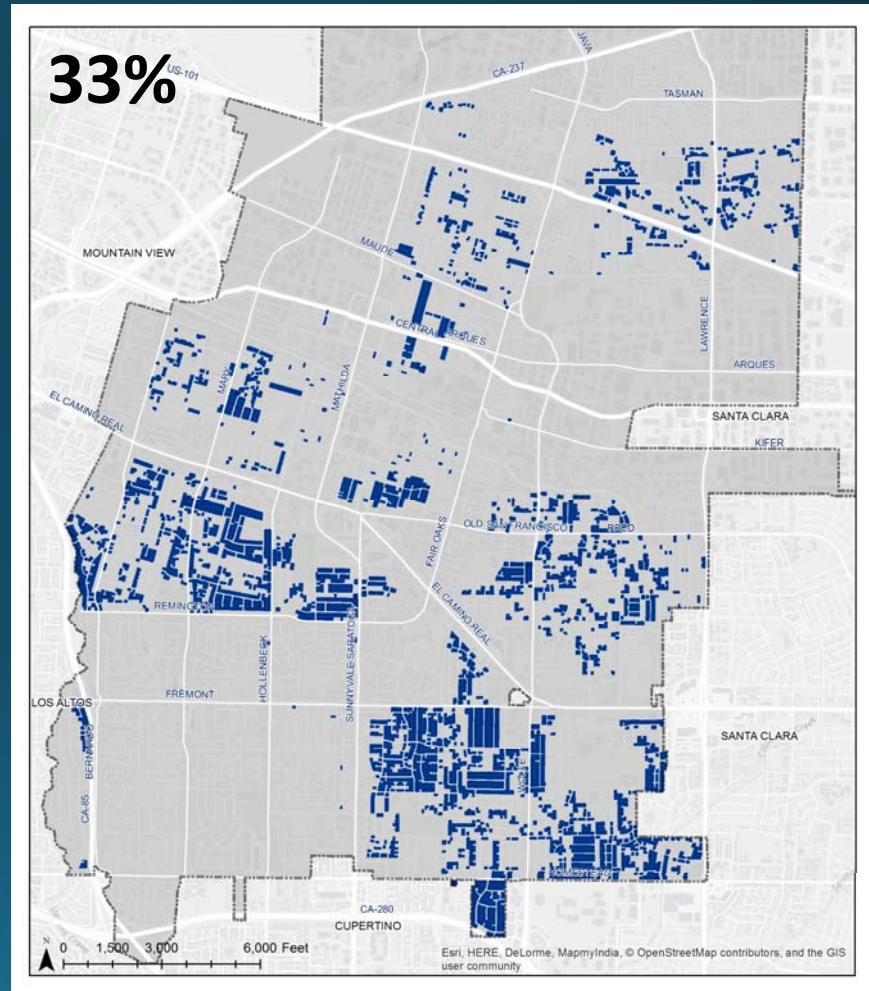 33%
US-101
JAVA
CA-237
TASMAN
MOUNTAIN VIEW
MAUDE
LAWRENCE
CENTRAL
ARQUES
ARQUES
MARY
MATHILDA
EL CAMINO REAL
SANTA CLARA
KIFER
OLD SAN FRANCISCO
REED
FAIR OAKS
EL CAMINO REAL
REMINGTON
HOLLENBECK
SUNNYVALE SARATOGA
FREMONT
LOS ALTOS
BERNARDO
SANTA CLARA
WOLFE
CA-85
HOMESTEAD
CA-280
CUPERTINO
N
0 1,500 3,000 6,000 Feet
Esri, HERE, DeLorme, MapmyIndia, © OpenStreetMap contributors, and the GIS
user community